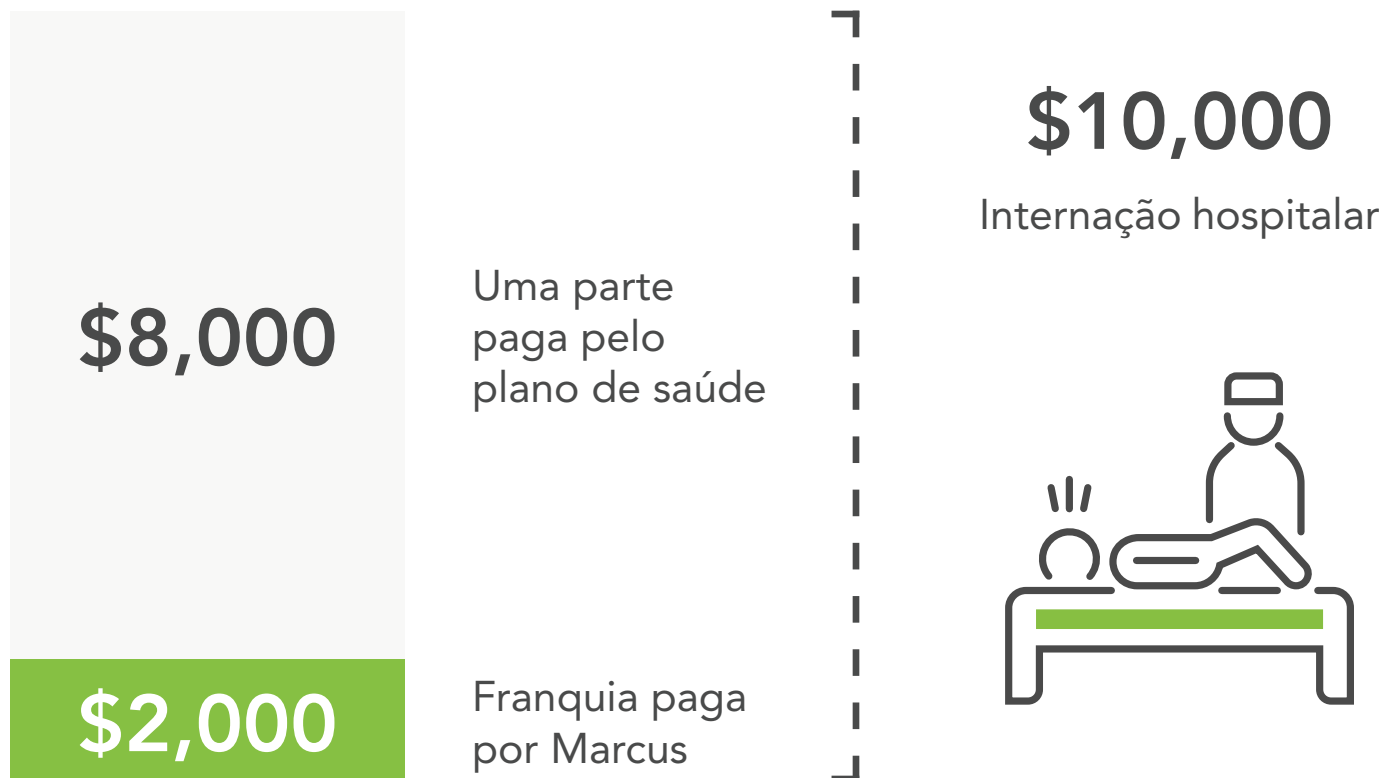 $8,000
Uma parte
paga pelo
plano de saúde
$2,000
Franquia paga
por Marcus
$10,000
Internação hospitalar